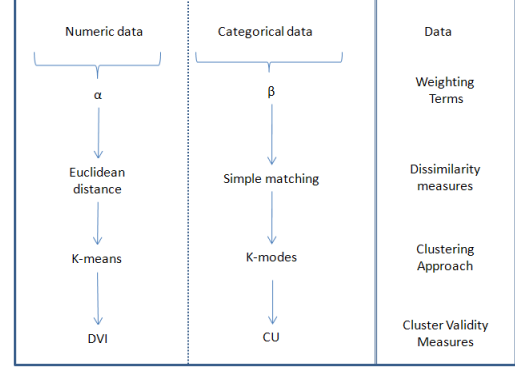 Numeric data
Categorical data
Data
α
β
Weighting
Terms
Euclidean
distance
Simple matching
Dissimilarity
measures
K-means
K-modes
Clustering
Approach
DVI
CU
Cluster Validity
Measures